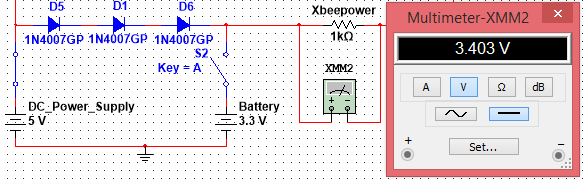 D5 D1 D6
1N4007GP 1N4007GP 1N4007GP
S2
Key = A
DC_Power_Supply
5 V
Battery
3.3 V
Xbeepower
1kΩ
XMM2
+ -
Multimeter-XMM2 ×
3.403 V
A V Ω dB
+ Set... -